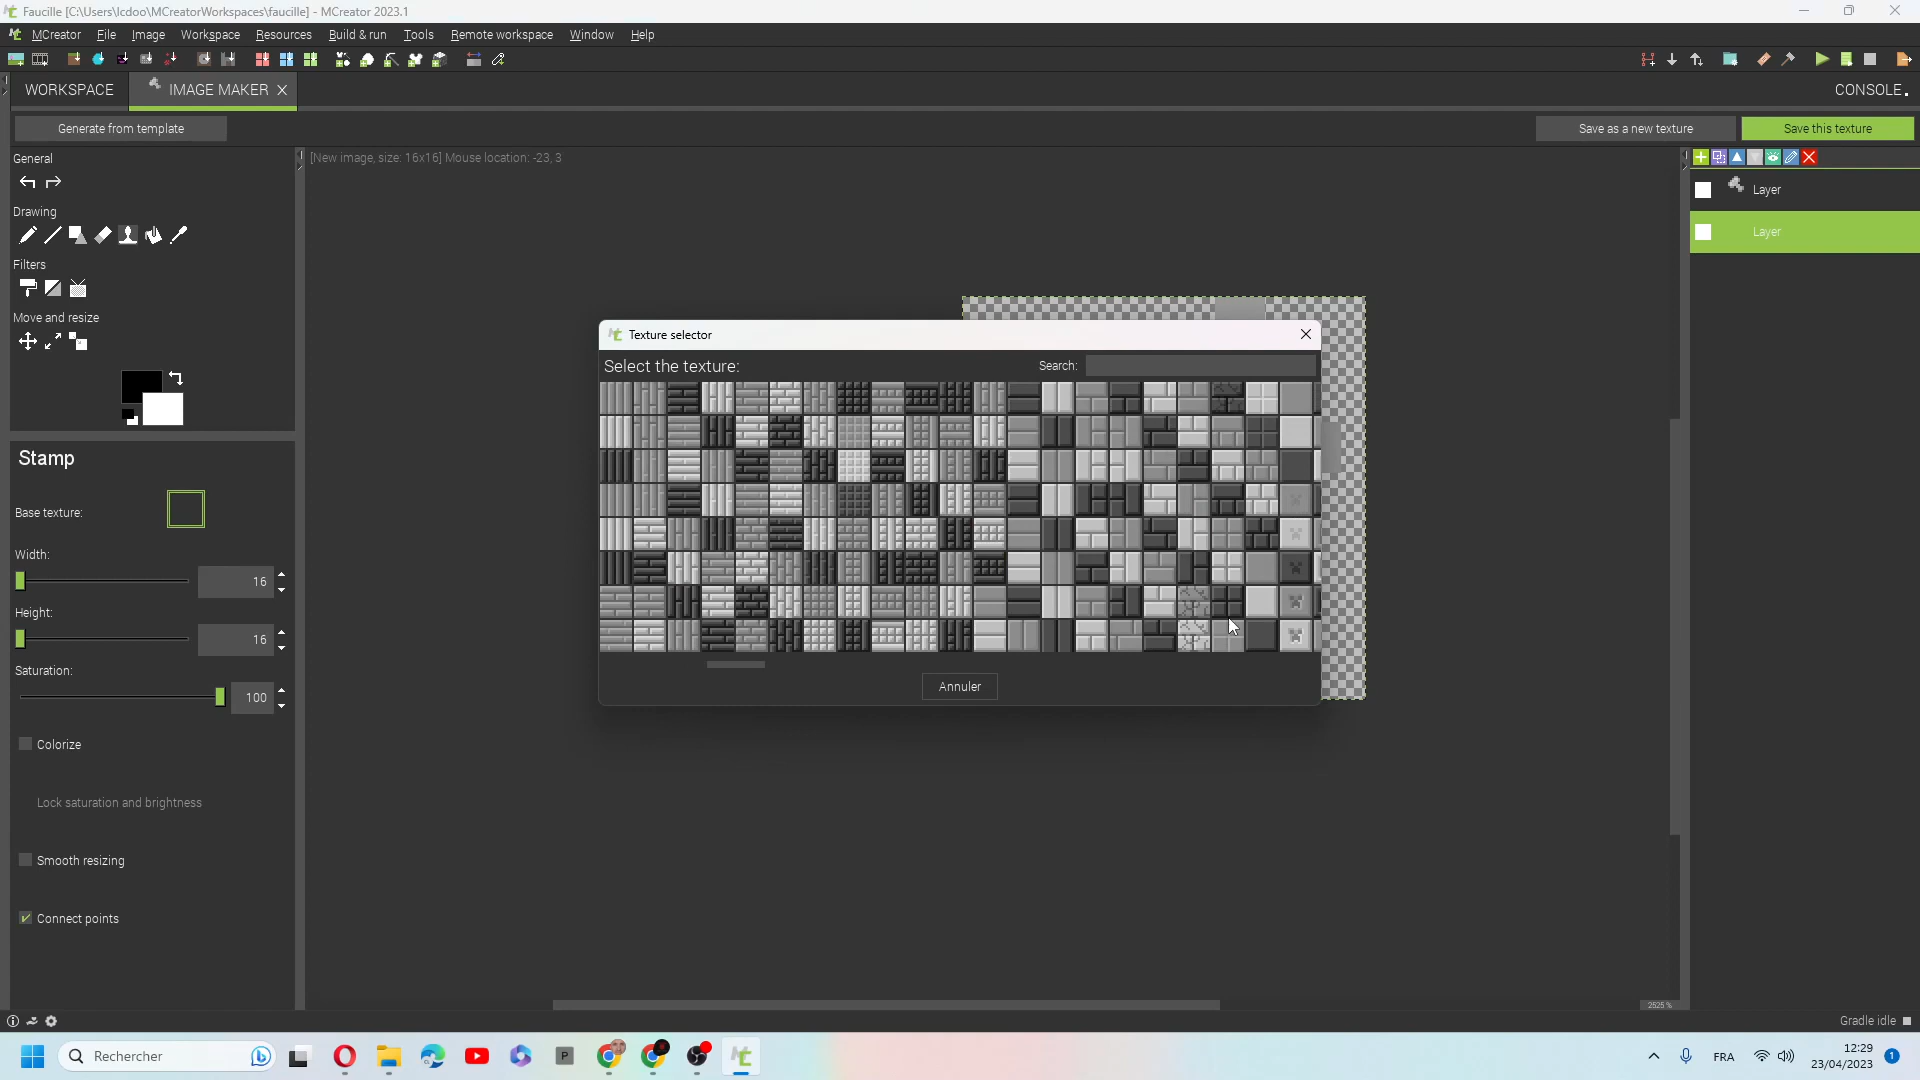 Faucille [C:\Users\lcdoo\MCreatorWorkspaces\faucille] - MCreator 2023.1
MCreator File Image Workspace Resources Build & run Tools Remote workspace Window Help
WORKSPACE IMAGE MAKER CONSOLE
Generate from template Save as a new texture Save this texture
General [New image, size: 16x16] Mouse location: -23, 3
Layer
Drawing
Layer
Filters
Move and resize
Texture selector
Select the texture: Search:
Stamp
Base texture:
Width:
16
Height:
16
Saturation:
Annuler
100
Colorize
Lock saturation and brightness
Smooth resizing
Connect points
2525 %
Gradle idle
Rechercher P FRA 12:29
23/04/2023 1